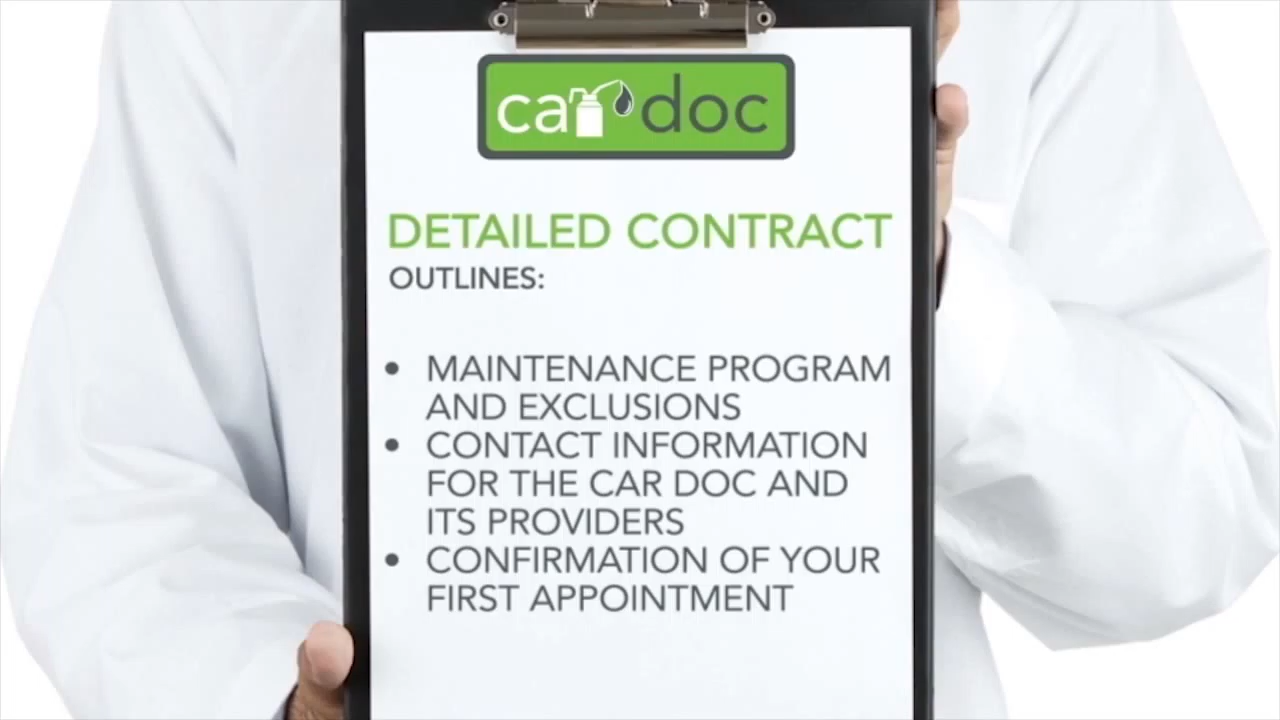 car doc
DETAILED CONTRACT
OUTLINES:
• MAINTENANCE PROGRAM
AND EXCLUSIONS
• CONTACT INFORMATION
FOR THE CAR DOC AND
ITS PROVIDERS
• CONFIRMATION OF YOUR
FIRST APPOINTMENT